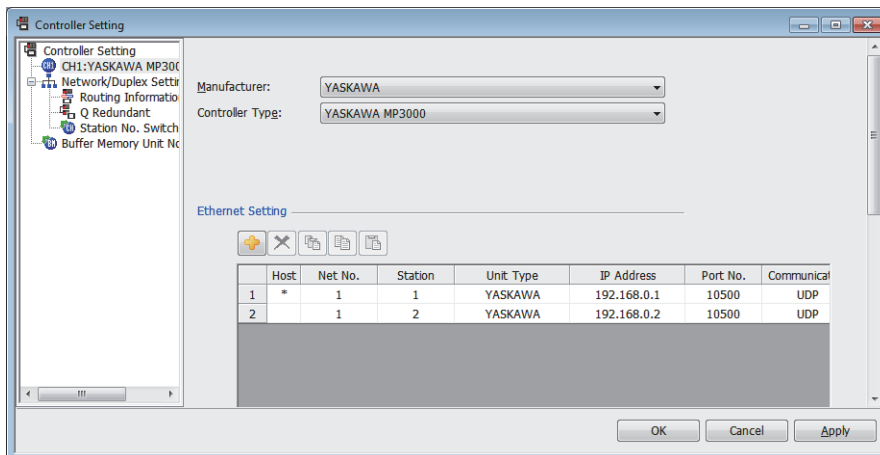 Controller Setting
Controller Setting
CH1:YASKAWA MP300
Network/Duplex Settin
Routing Informatio
Q Redundant
Station No. Switch
Buffer Memory Unit No
Manufacturer: YASKAWA
Controller Type: YASKAWA MP3000
Ethernet Setting
Host Net No. Station Unit Type IP Address Port No. Communicat
1 * 1 1 YASKAWA 192.168.0.1 10500 UDP
2 1 2 YASKAWA 192.168.0.2 10500 UDP
OK Cancel Apply